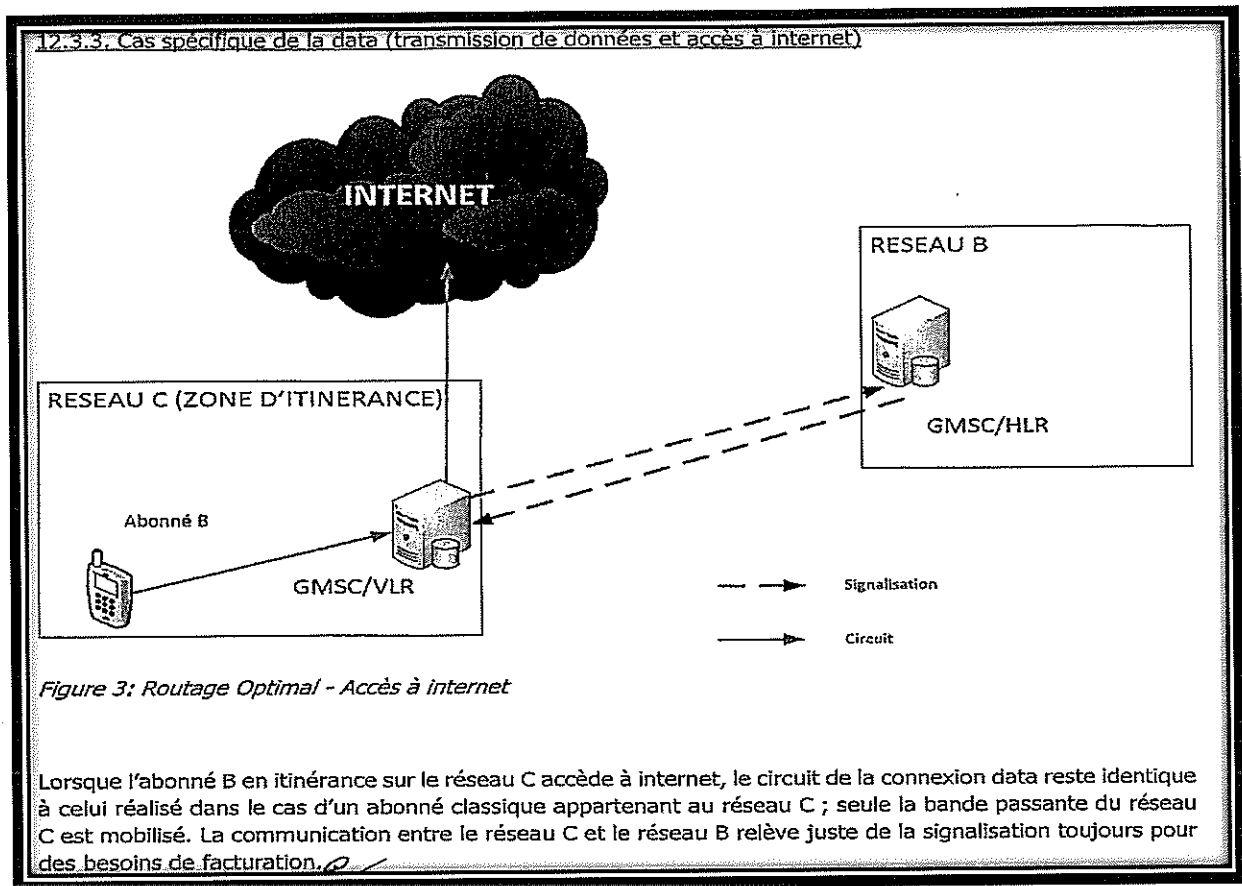 12.3.3. Cas spécifique de la data (transmission de données et accès à internet)
INTERNET
RESEAU B
GMSC/HLR
RESEAU C (ZONE D'ITINERANCE)
Abonné B
GMSC/VLR
Signalisation
Circuit
Figure 3: Routage Optimal - Accès à internet
Lorsque l'abonné B en itinérance sur le réseau C accède à internet, le circuit de la connexion data reste identique
à celui réalisé dans le cas d'un abonné classique appartenant au réseau C ; seule la bande passante du réseau
C est mobilisé. La communication entre le réseau C et le réseau B relève juste de la signalisation toujours pour
des besoins de facturation.